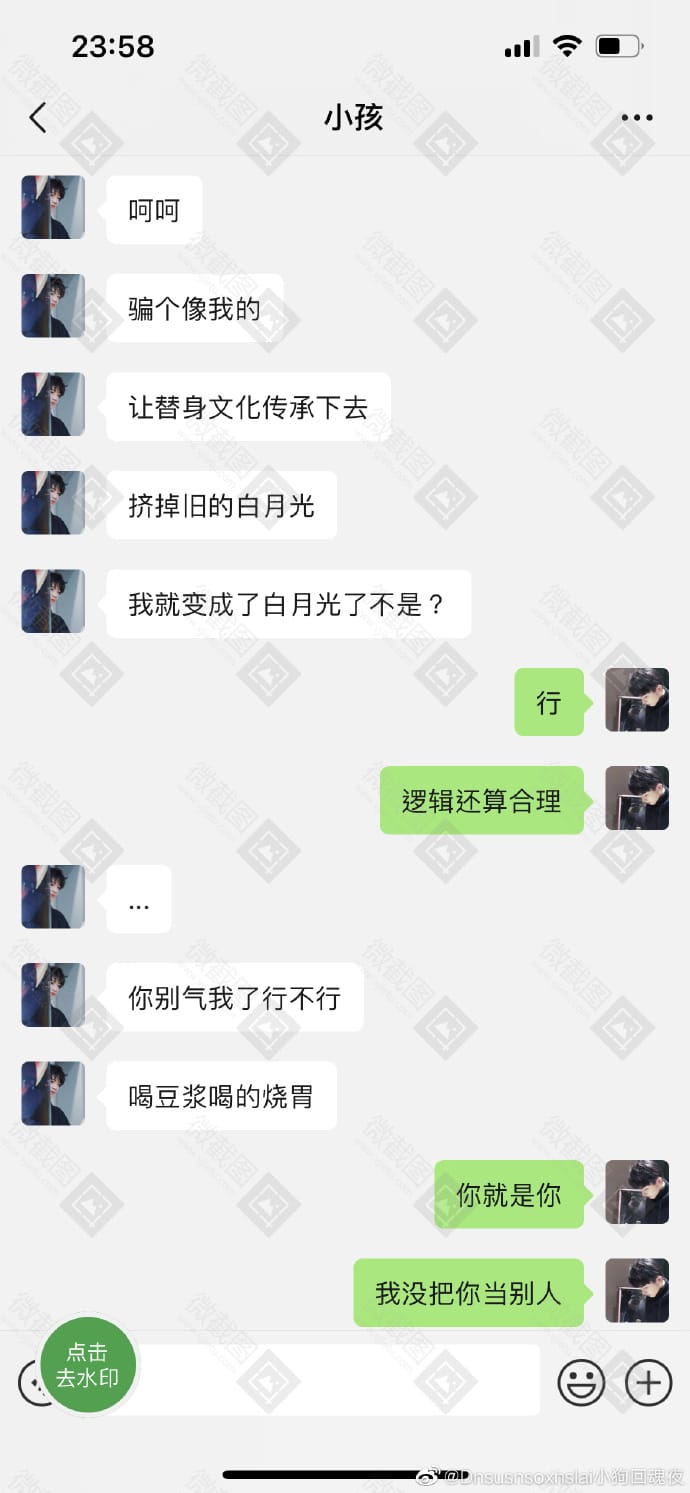 23:58
小孩
呵呵
骗个像我的
让替身文化传承下去
挤掉旧的白月光
我就变成了白月光了不是？
行
逻辑还算合理
...
你别气我了行不行
喝豆浆喝的烧胃
你就是你
我没把你当别人
点击
去水印
@Dnsusnsoxhslai小狗回魂夜
微截图